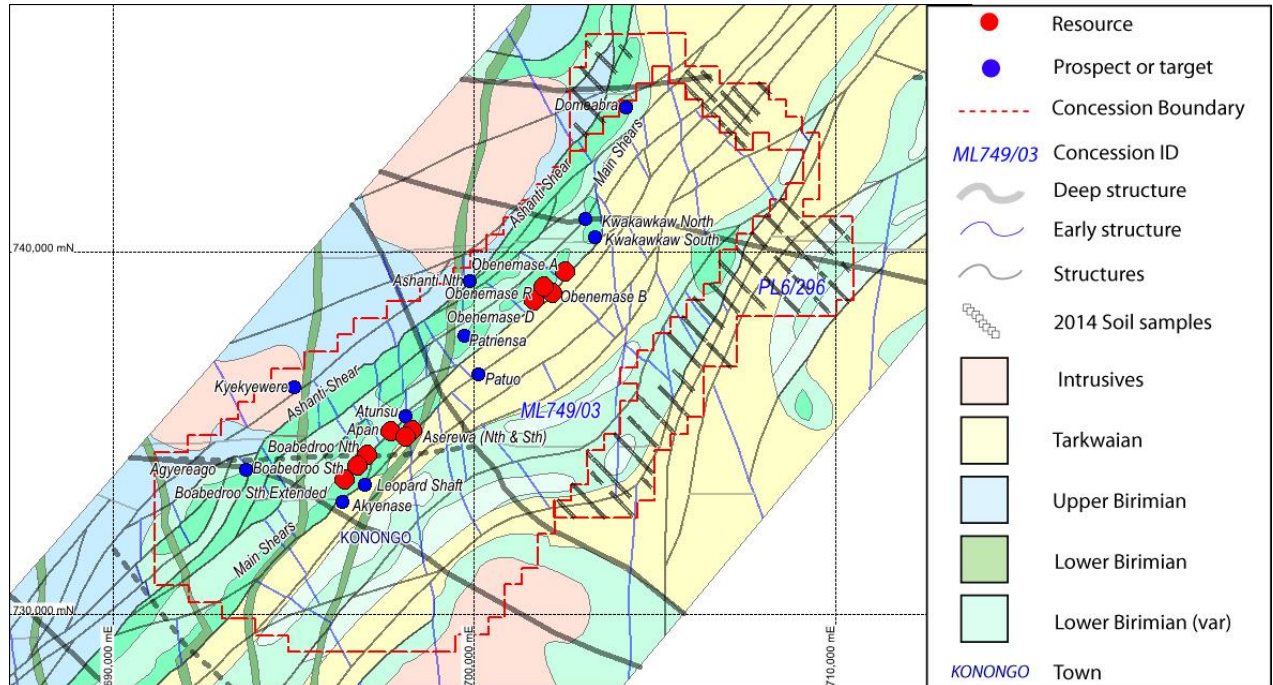 Domeabra
Main Shears
Ashanti-Shear
Kwakawkaw North
Kwakawkaw South
740,000 mN
Obenemase A
Ashanti Nth
Obenemase R
Obenemase B
PL6/296
Obenemase D
Patriensa
Patuo
Kyekyewere
Ashanti-Shear
ML749/03
Atunsu
Apan
Aserewa (Nth & Sth)
Boabedroo Nth
Agyereago
Boabedroo Sth
Leopard Shaft
Boabedroo Sth Extended
Akyenase
KONONGO
Main Shears
730,000 mN
690,000 mE
700,000 mE
710,000 mE
Resource
Prospect or target
Concession Boundary
ML749/03 Concession ID
Deep structure
Early structure
Structures
2014 Soil samples
Intrusives
Tarkwaian
Upper Birimian
Lower Birimian
Lower Birimian (var)
KONONGO Town